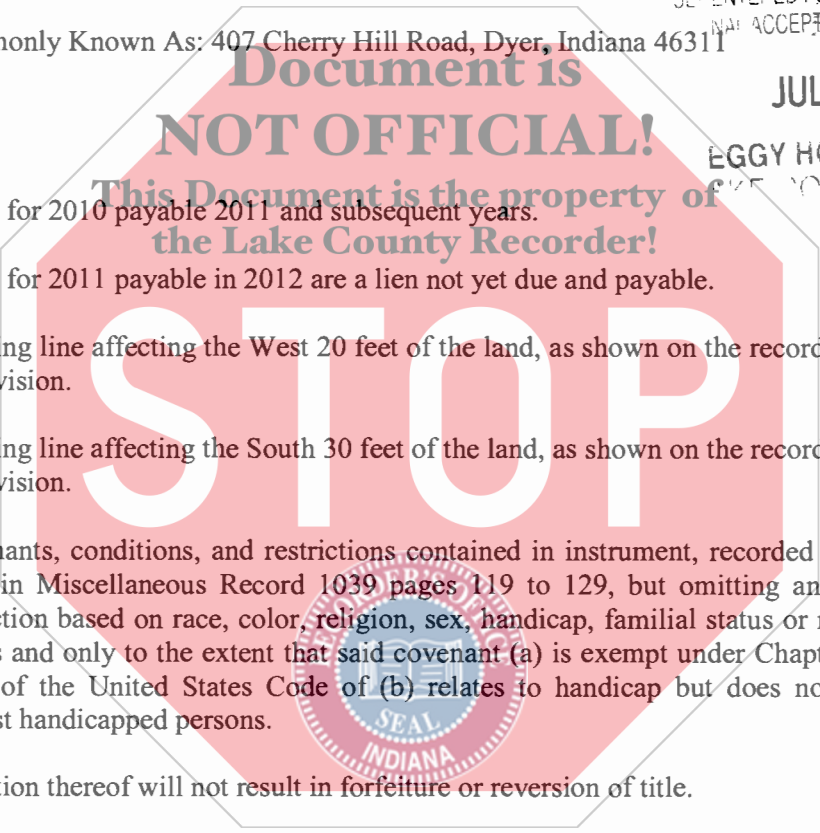 NAL ACCEPT
monly Known As: 407 Cherry Hill Road, Dyer, Indiana 46311
Document is
JUL
NOT OFFICIAL!
EGGY HO
This Document is the property of
for 2010 payable 2011 and subsequent years.
the Lake County Recorder!
for 2011 payable in 2012 are a lien not yet due and payable.
STOP
ng line affecting the West 20 feet of the land, as shown on the record
vision.
ng line affecting the South 30 feet of the land, as shown on the record
vision.
nants, conditions, and restrictions contained in instrument, recorded
in Miscellaneous Record 1039 pages 119 to 129, but omitting an
ction based on race, color, religion, sex, handicap, familial status or
s and only to the extent that said covenant (a) is exempt under Chapt
of the United States Code of (b) relates to handicap but does no
st handicapped persons.
SEAL
INDIANA
tion thereof will not result in forfeiture or reversion of title.